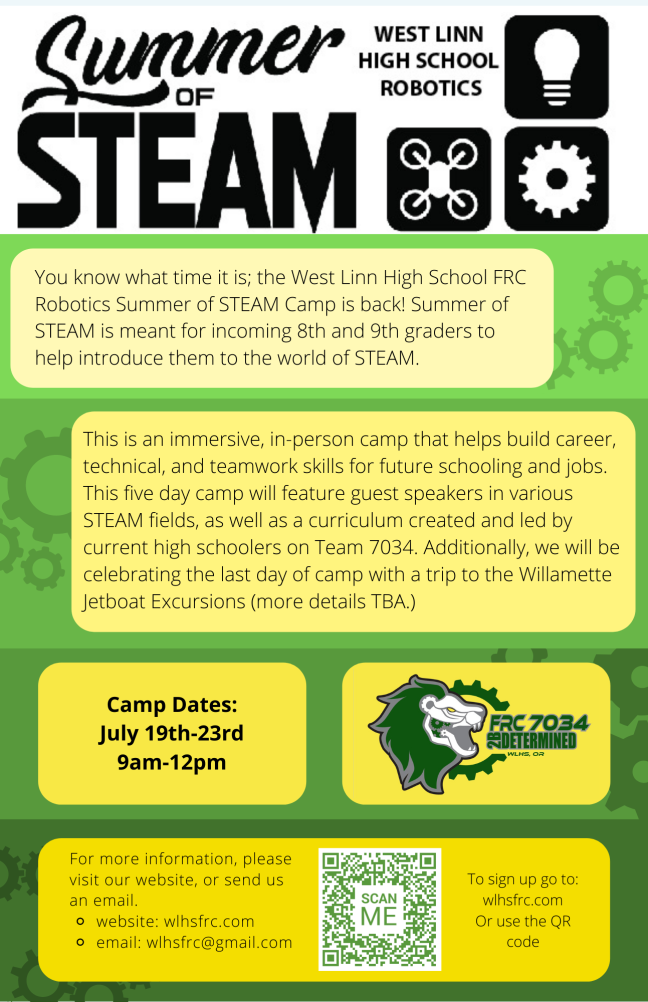 Summer
OF
STEAM
WEST LINN
HIGH SCHOOL
ROBOTICS
You know what time it is; the West Linn High School FRC
Robotics Summer of STEAM Camp is back! Summer of
STEAM is meant for incoming 8th and 9th graders to
help introduce them to the world of STEAM.
This is an immersive, in-person camp that helps build career,
technical, and teamwork skills for future schooling and jobs.
This five day camp will feature guest speakers in various
STEAM fields, as well as a curriculum created and led by
current high schoolers on Team 7034. Additionally, we will be
celebrating the last day of camp with a trip to the Willamette
Jetboat Excursions (more details TBA.)
Camp Dates:
July 19th-23rd
9am-12pm
FRC 7034
2B DETERMINED
WLHS, OR
For more information, please
visit our website, or send us
an email.
website: wlhsfrc.com
email: wlhsfrc@gmail.com
SCAN
ME
To sign up go to:
wlhsfrc.com
Or use the QR
code